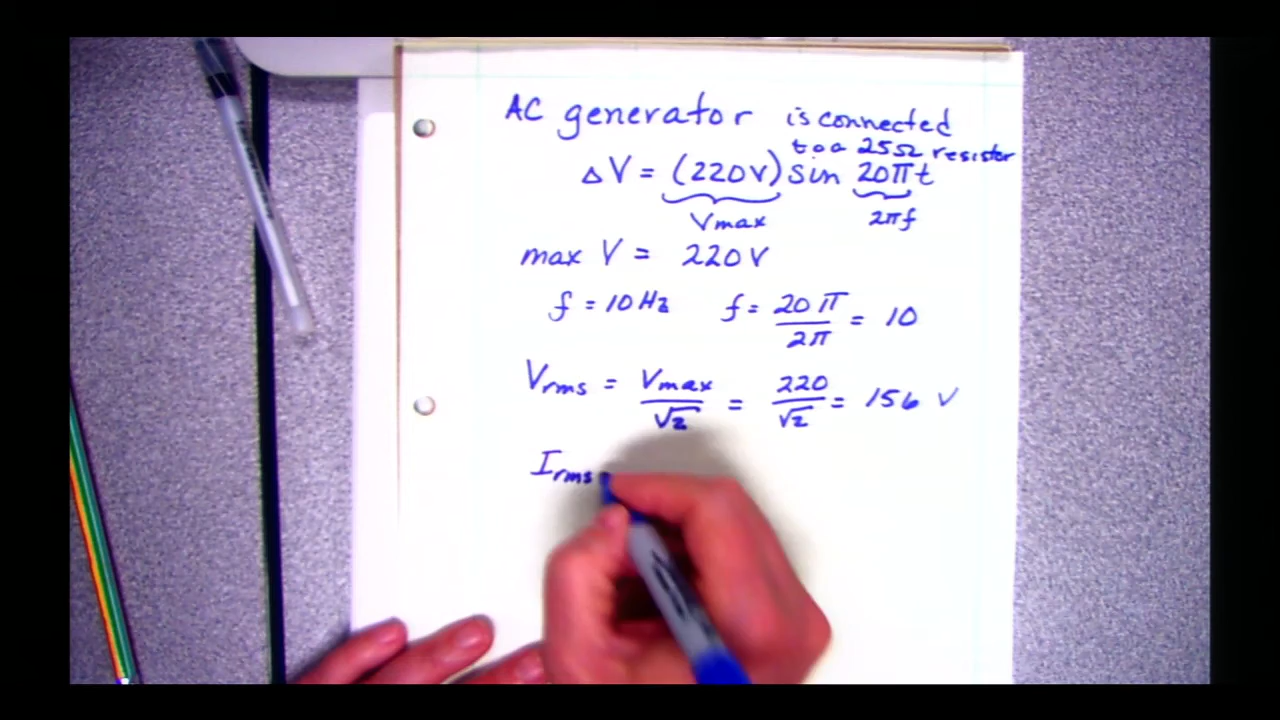 AC generator is connected
to a 25Ω resistor
ΔV = (220V) sin 20πt
Vmax 2πf
max V = 220 V
f = 10 Hz f = 20π/2π = 10
Vrms = Vmax/√2 = 220/√2 = 156 V
Irms